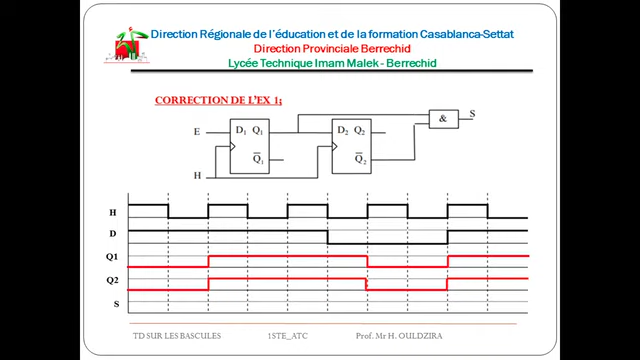 Direction Régionale de l'éducation et de la formation Casablanca-Settat
Direction Provinciale Berrechid
Lycée Technique Imam Malek - Berrechid
CORRECTION DE L'EX 1;
E
D1 Q1
Q̅1
H
D2 Q2
Q̅2
&
S
H
D
Q1
Q2
S
TD SUR LES BASCULES 1STE_ATC Prof. Mr H. OULDZIRA